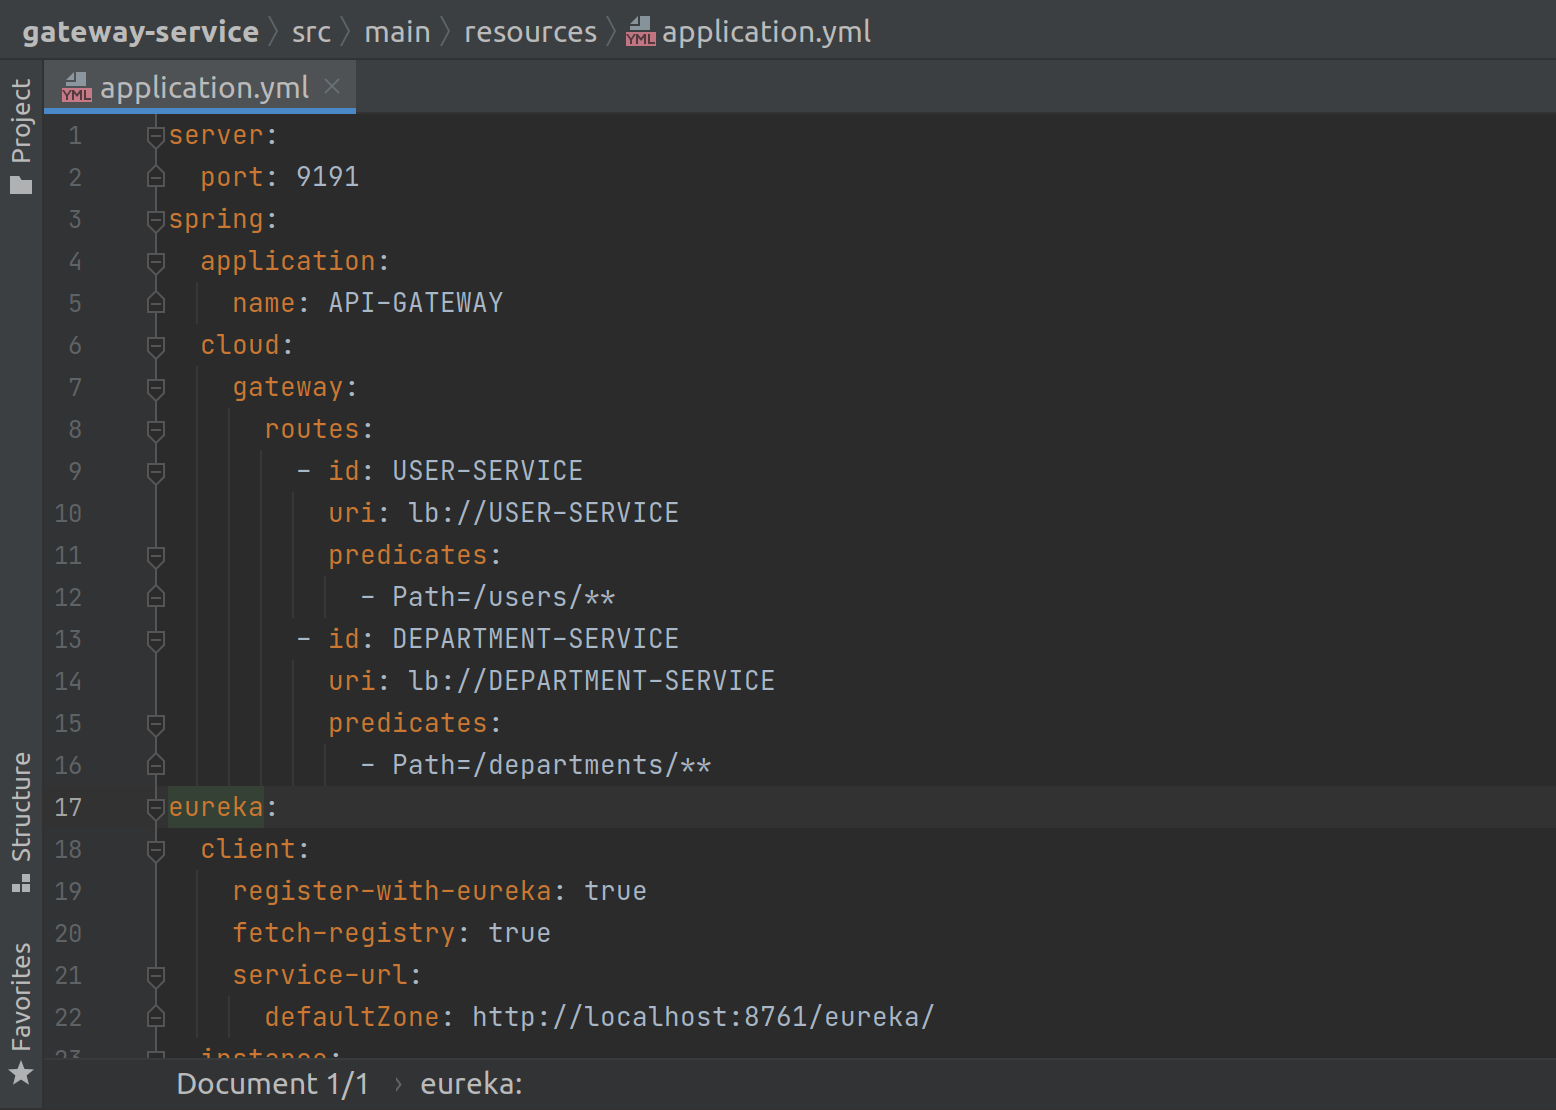 gateway-service src main resources YML application.yml
YML application.yml
Project
Structure
Favorites
1 server:
2   port: 9191
3 spring:
4   application:
5     name: API-GATEWAY
6   cloud:
7     gateway:
8       routes:
9         - id: USER-SERVICE
10           uri: lb://USER-SERVICE
11           predicates:
12             - Path=/users/**
13         - id: DEPARTMENT-SERVICE
14           uri: lb://DEPARTMENT-SERVICE
15           predicates:
16             - Path=/departments/**
17 eureka:
18   client:
19     register-with-eureka: true
20     fetch-registry: true
21     service-url:
22       defaultZone: http://localhost:8761/eureka/
23   instance:
Document 1/1 › eureka: